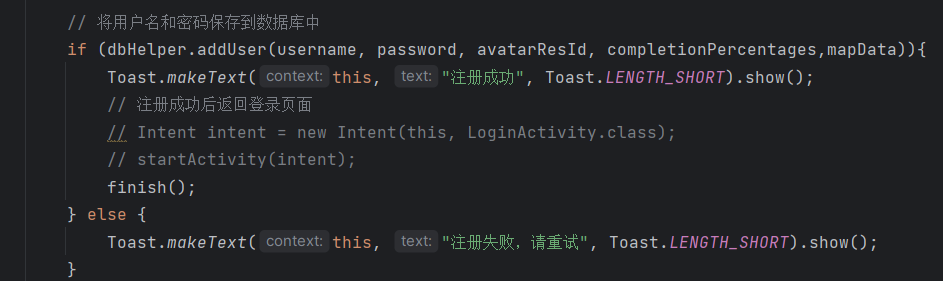 // 将用户名和密码保存到数据库中
if (dbHelper.addUser(username, password, avatarResId, completionPercentages,mapData)){
Toast.makeText( context: this, text: "注册成功", Toast.LENGTH_SHORT).show();
// 注册成功后返回登录页面
// Intent intent = new Intent(this, LoginActivity.class);
// startActivity(intent);
finish();
} else {
Toast.makeText( context: this, text: "注册失败，请重试", Toast.LENGTH_SHORT).show();
}